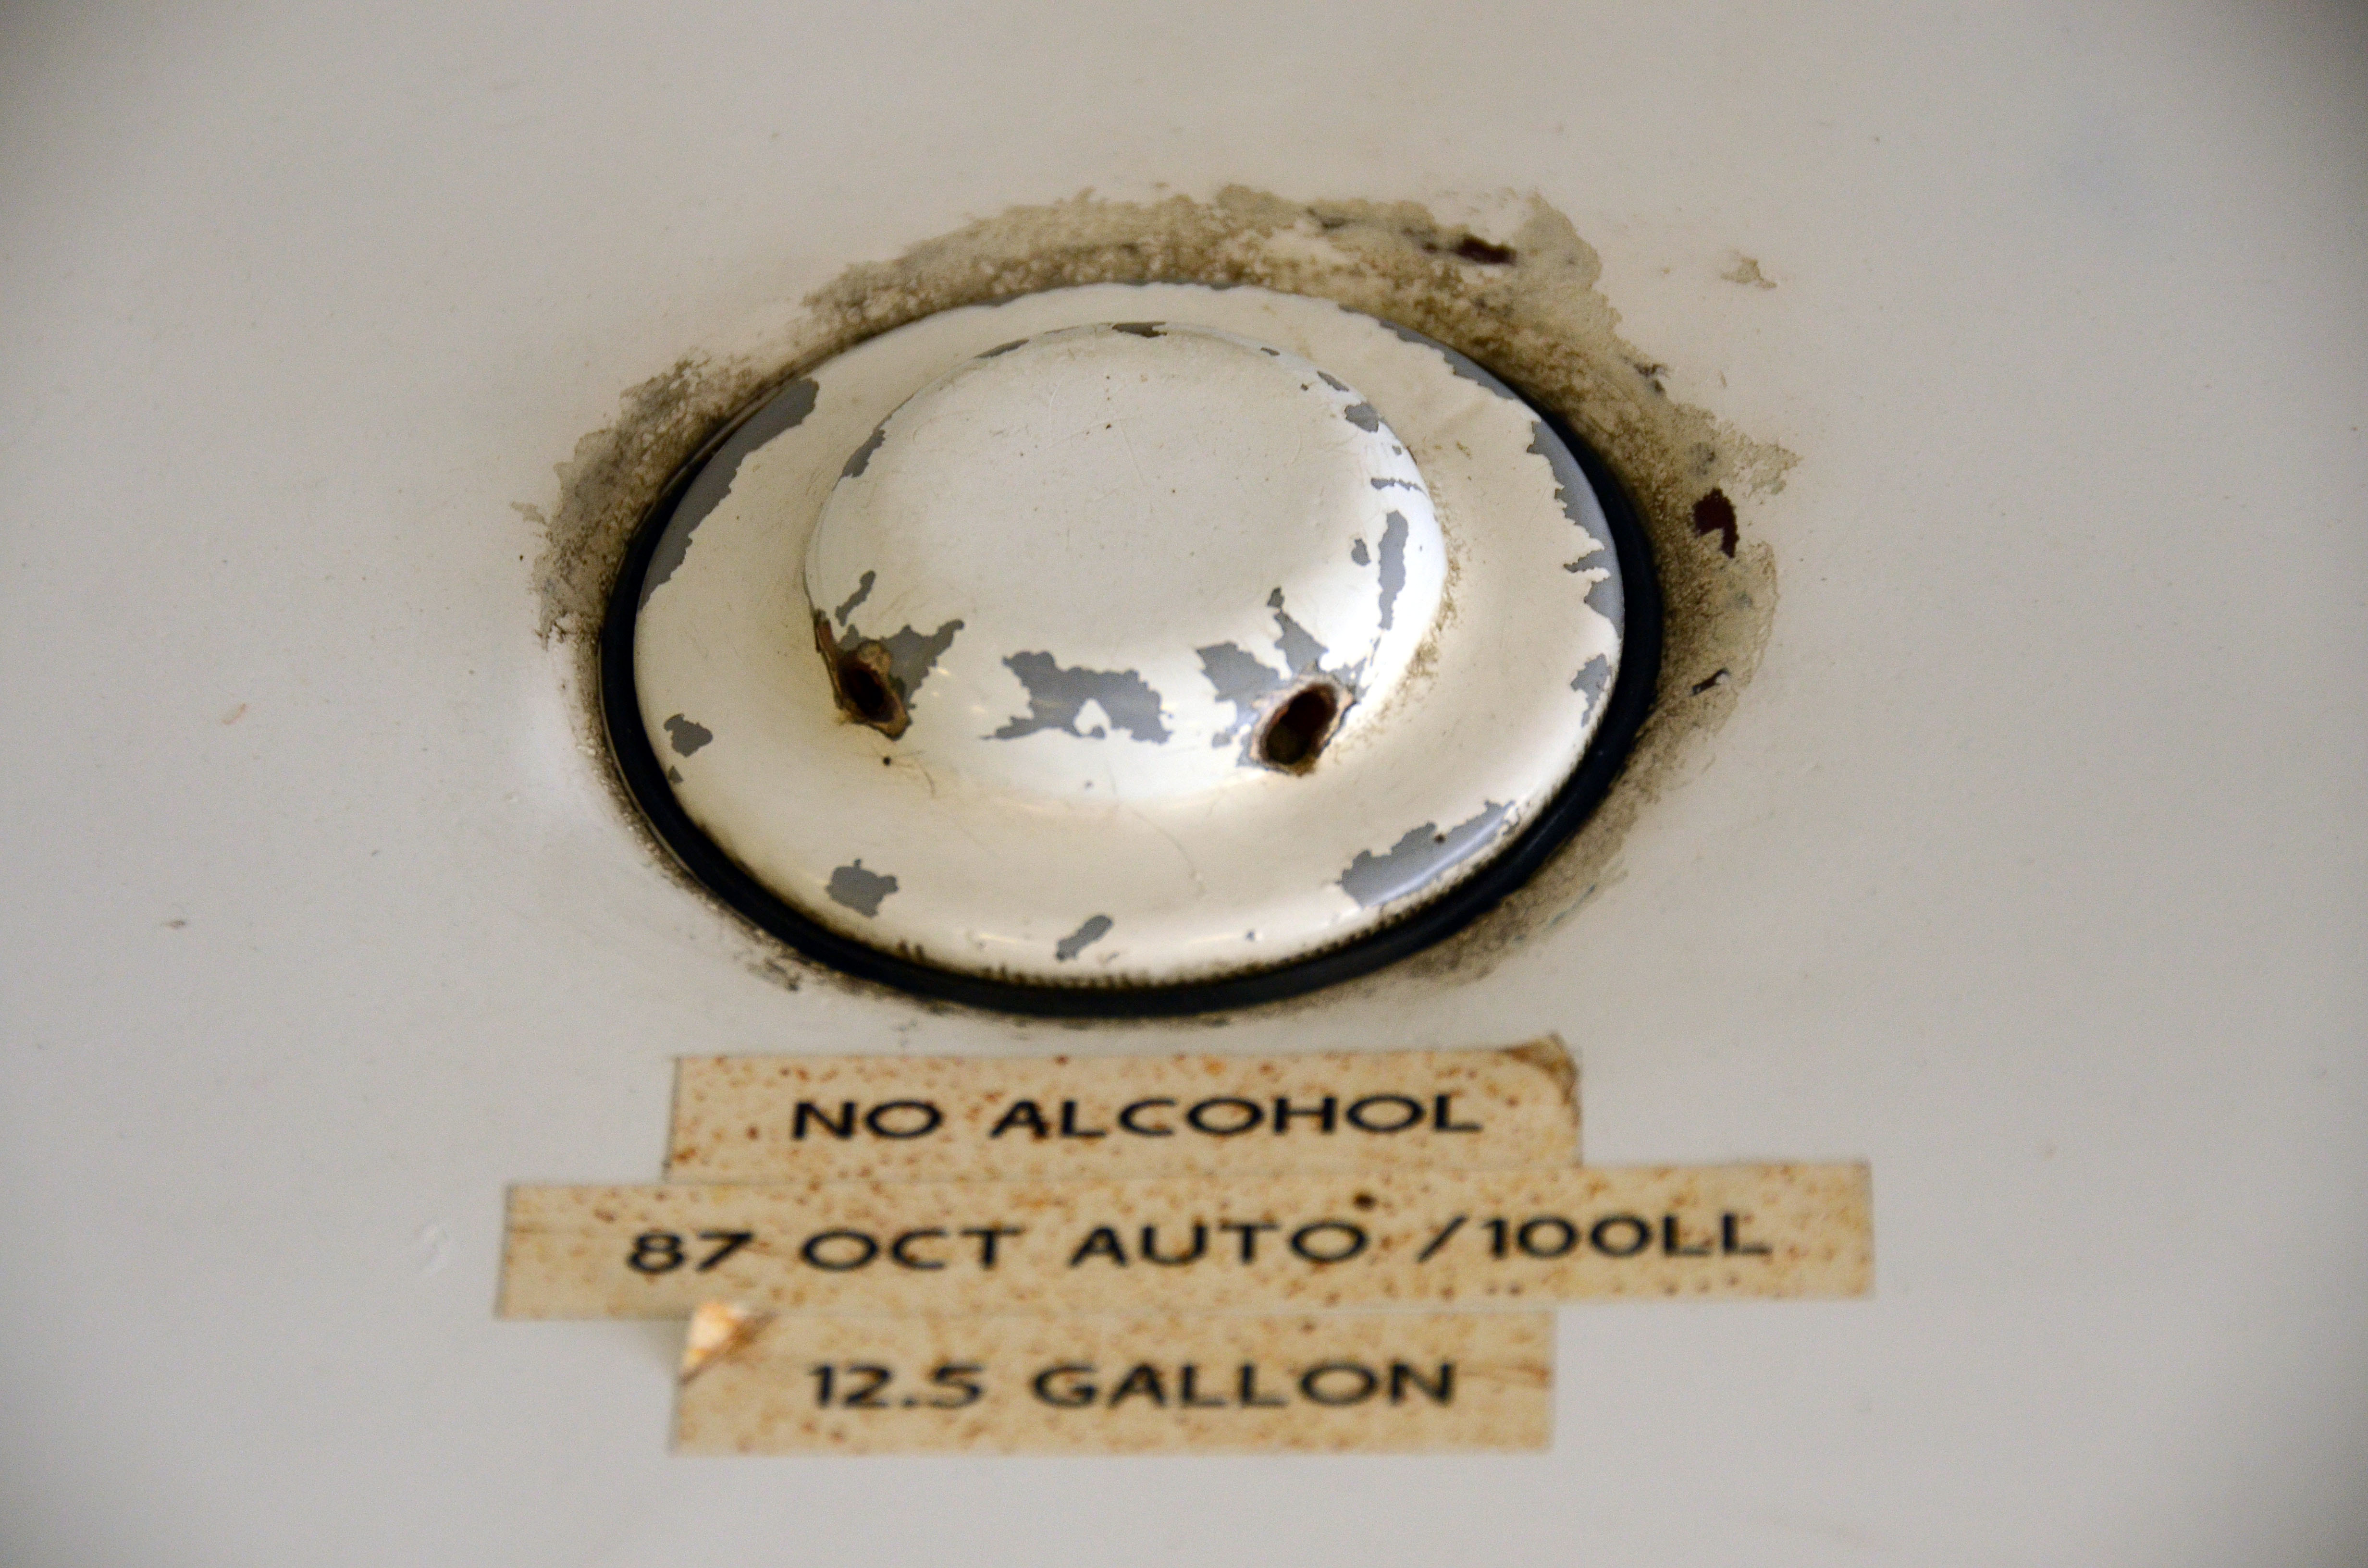 NO ALCOHOL
87 OCT AUTO /100LL
12.5 GALLON